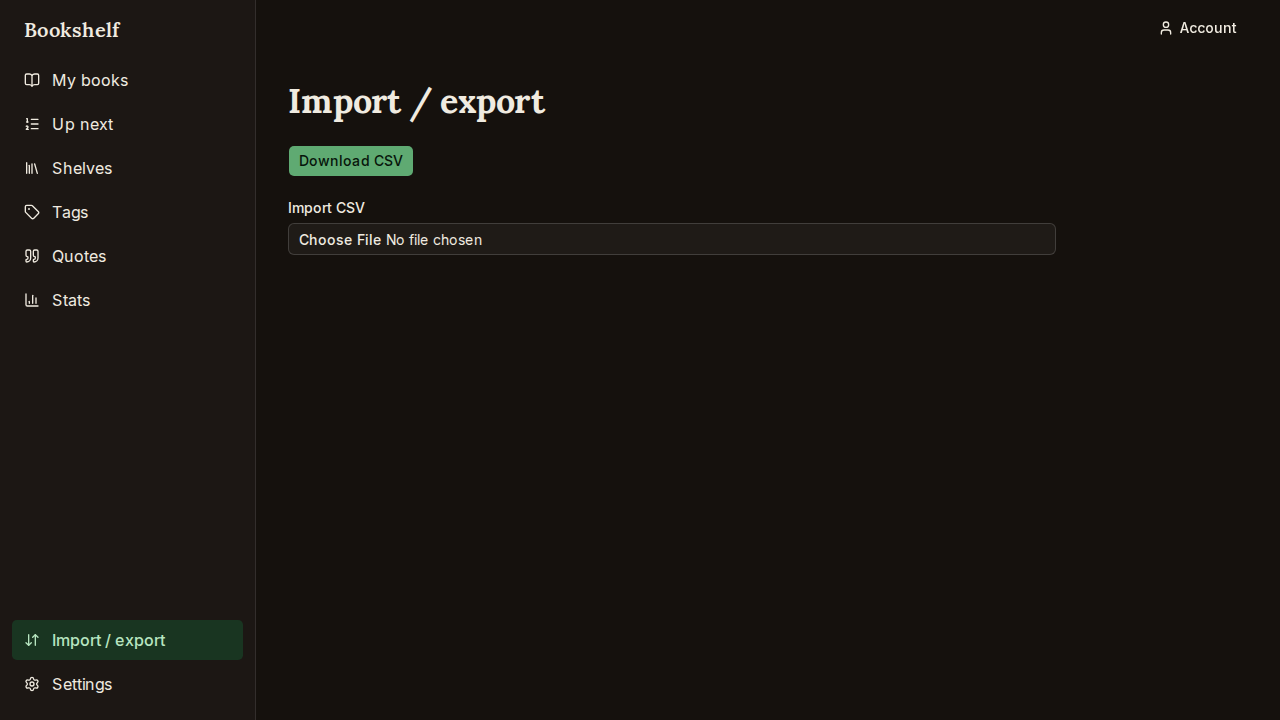 Bookshelf
My books
Up next
Shelves
Tags
Quotes
Stats
Import / export
Settings
Account
Import / export
Download CSV
Import CSV
Choose File No file chosen